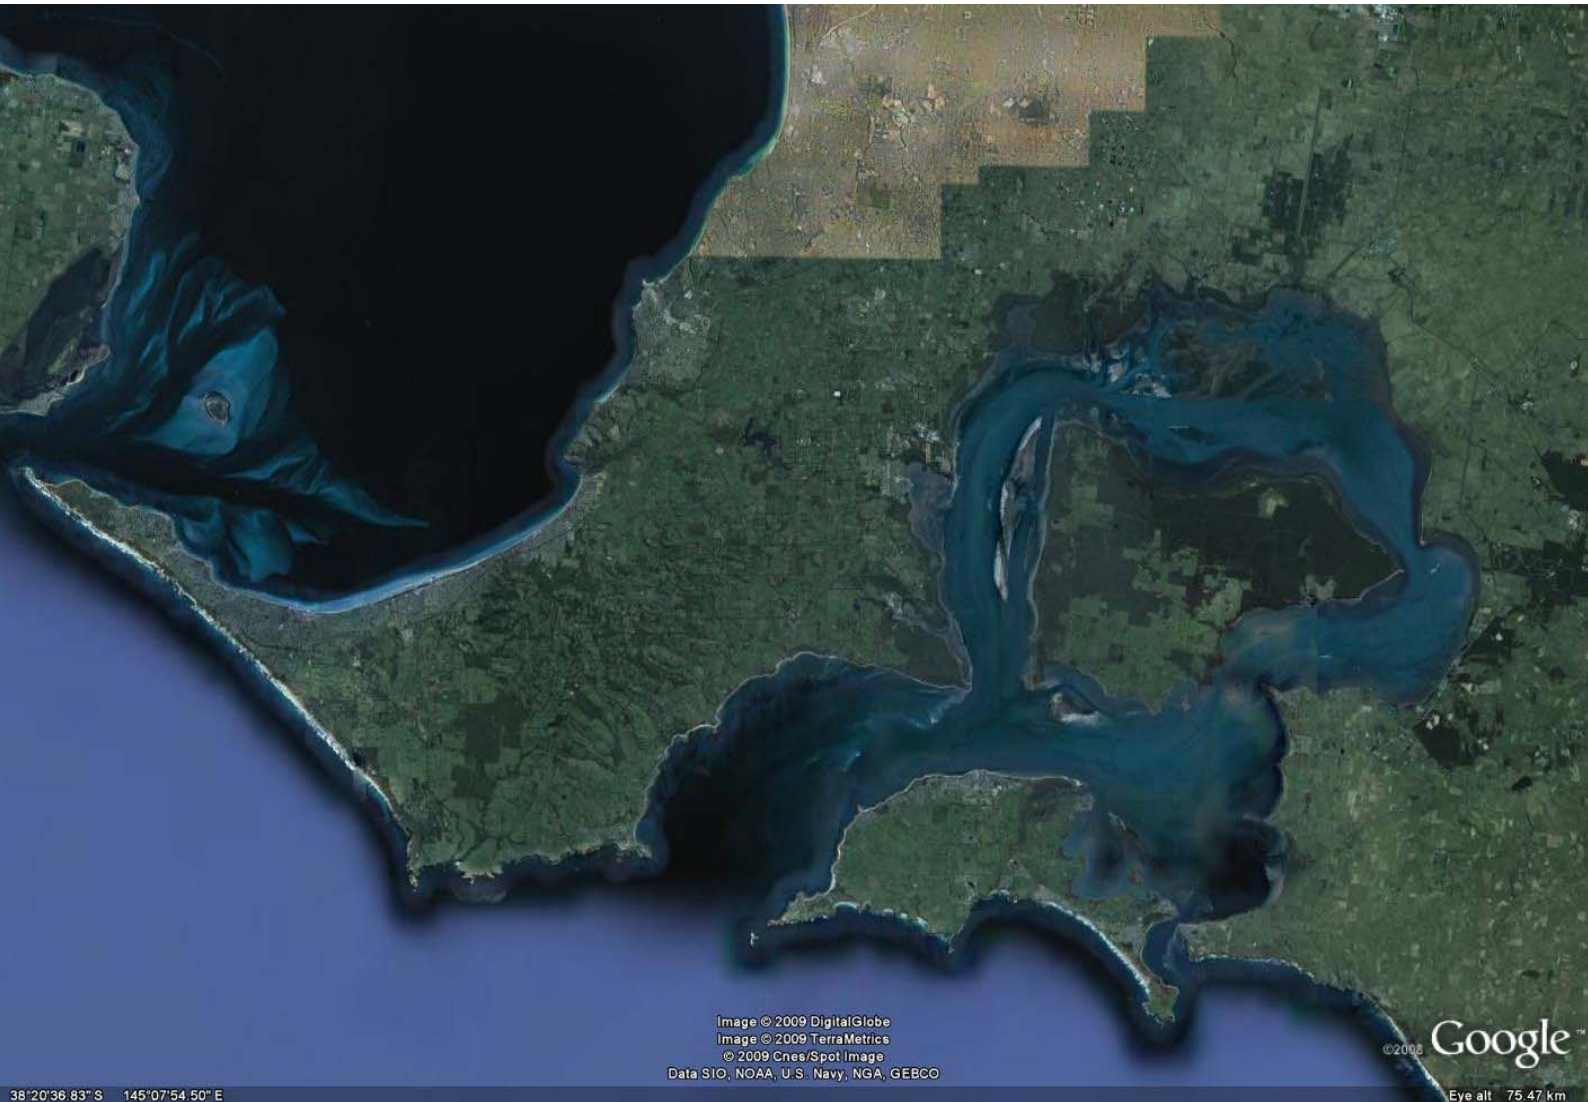 Image © 2009 DigitalGlobe
Image © 2009 TerraMetrics
© 2009 Cnes/Spot Image
Data SIO, NOAA, U.S. Navy, NGA, GEBCO
©2008 Google™
38°20'36.83" S 145°07'54.50" E
Eye alt 75.47 km